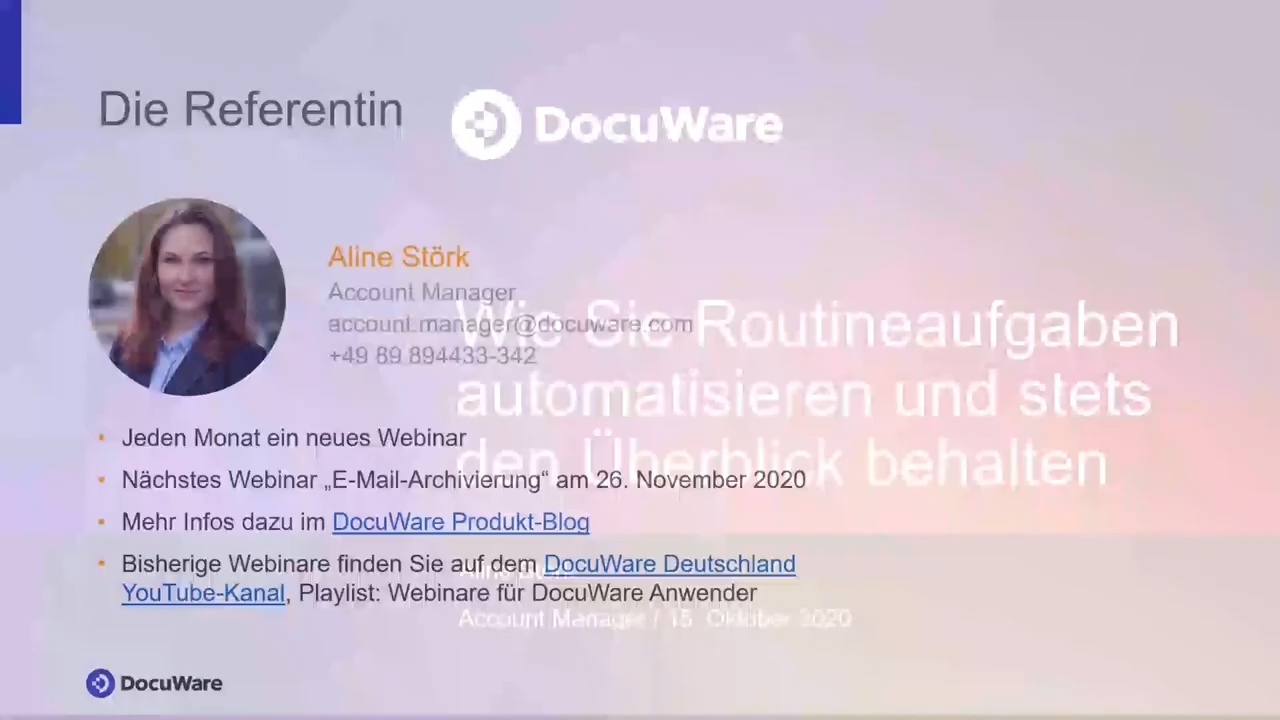 Die Referentin
DocuWare
Aline Störk
Account Manager
account.manager@docuware.com
+49 89 894433-342
Wie Sie Routineaufgaben
automatisieren und stets
den Überblick behalten
• Jeden Monat ein neues Webinar
• Nächstes Webinar „E-Mail-Archivierung“ am 26. November 2020
• Mehr Infos dazu im DocuWare Produkt-Blog
• Bisherige Webinare finden Sie auf dem DocuWare Deutschland
YouTube-Kanal, Playlist: Webinare für DocuWare Anwender
Aline
Account Manager / 15. Oktober 2020
DocuWare